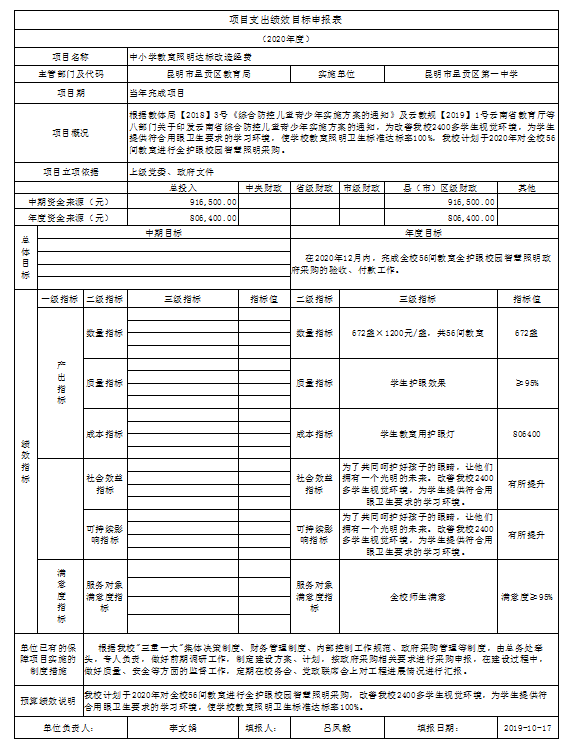 项目支出绩效目标申报表
（2020年度）
项目名称 中小学教室照明达标改造经费
主管部门及代码 昆明市呈贡区教育局 实施单位 昆明市呈贡区第一中学
项目期 当年完成项目
项目概况
根据教体局【2018】3号《综合防控儿童青少年实施方案的通知》及云教规【2019】1号云南省教育厅等
八部门关于印发云南省综合防控儿童青少年实施方案的通知，为改善我校2400多学生视觉环境，为学生
提供符合用眼卫生要求的学习环境，使学校教室照明卫生标准达标率100%。我校计划于2020年对全校56
间教室进行全护眼校园智慧照明采购。
项目立项依据 上级党委、政府文件
总投入 中央财政 省级财政 市级财政 县（市）区级财政 其他
中期资金来源（元） 916,500.00 916,500.00
年度资金来源（元） 806,400.00 806,400.00
总体目标
中期目标 年度目标
在2020年12月内，完成全校56间教室全护眼校园智慧照明政
府采购的验收、付款工作。
绩效指标
一级指标 二级指标 三级指标 指标值 二级指标 三级指标 指标值
产出指标
数量指标 数量指标 672盏×1200元/盏，共56间教室 672盏
质量指标 质量指标 学生护眼效果 ≥95%
成本指标 成本指标 学生教室用护眼灯 806400
社会效益
指标
社会效益
指标
为了共同呵护好孩子的眼睛，让他们
拥有一个光明的未来。改善我校2400
多学生视觉环境，为学生提供符合用
眼卫生要求的学习环境。
有所提升
可持续影
响指标
可持续影
响指标
为了共同呵护好孩子的眼睛，让他们
拥有一个光明的未来。改善我校2400
多学生视觉环境，为学生提供符合用
眼卫生要求的学习环境。
有所提升
满意度指标
服务对象
满意度指
标
服务对象
满意度指
标
全校师生满意 满意度≥95%
单位已有的保
障项目实施的
制度措施
根据我校"三重一大"集体决策制度、财务管理制度、内部控制工作规范、政府采购管理等制度，由总务处牵
头，专人负责，做好前期调研工作，制定建设方案、计划，按政府采购相关要求进行采购申报，在建设过程中，
做好质量、安全等方面的监督工作，定期在校务会、党政联席会上对工程进展情况进行汇报。
预算绩效说明
我校计划于2020年对全校56间教室进行全护眼校园智慧照明采购，改善我校2400多学生视觉环境，为学生提供符
合用眼卫生要求的学习环境，使学校教室照明卫生标准达标率100%。
单位负责人： 李文娟 填报人： 吕凤毅 填报日期： 2019-10-17